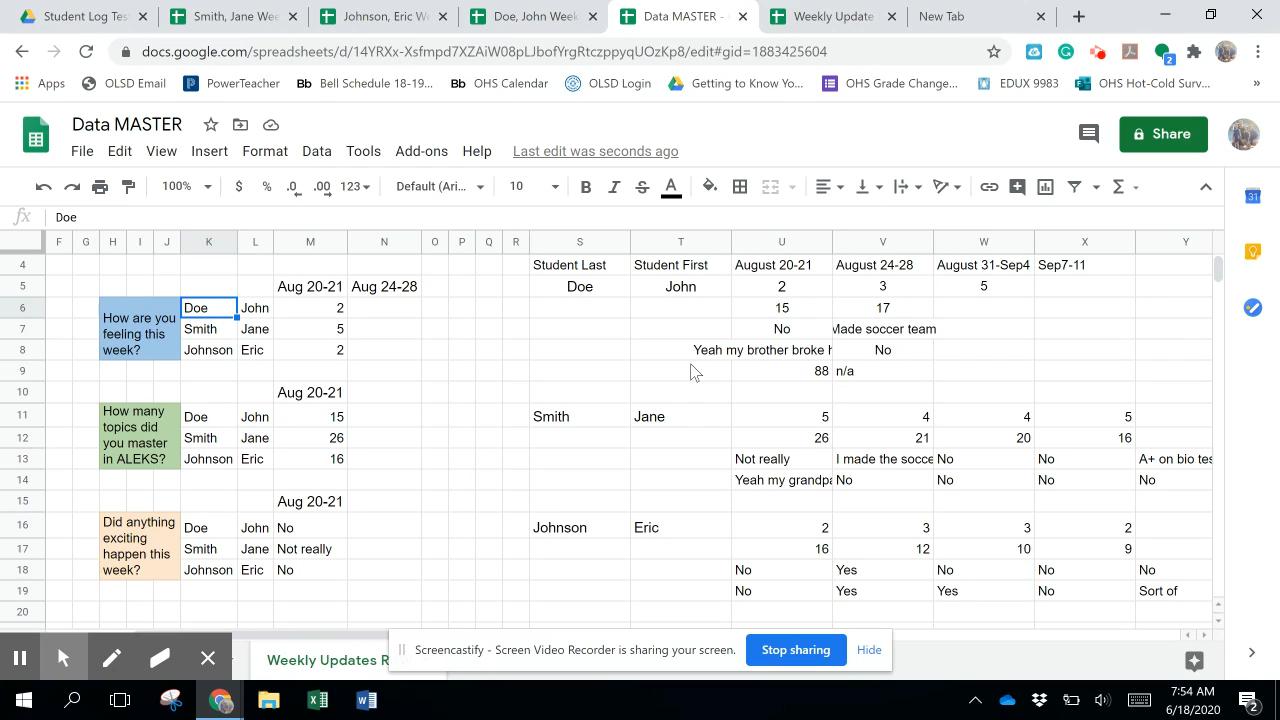 Student Log Test
Smith, Jane Wee
Johnson, Eric W
Doe, John Week
Data MASTER -
Weekly Update
New Tab
docs.google.com/spreadsheets/d/14YRXx-Xsfmpd7XZAiW08pLJbofYrgRtczppyqUOzKp8/edit#gid=1883425604
Apps OLSD Email PowerTeacher Bb Bell Schedule 18-19... Bb OHS Calendar OLSD Login Getting to Know Yo... OHS Grade Change... EDUX 9983 OHS Hot-Cold Surv... »
Data MASTER
Share
File Edit View Insert Format Data Tools Add-ons Help Last edit was seconds ago
100% $ % .0 .00 123 Default (Ari... 10 B I S A Σ
fx Doe
F G H I J K L M N O P Q R S T U V W X Y
4 Student Last Student First August 20-21 August 24-28 August 31-Sep4 Sep7-11
5 Aug 20-21 Aug 24-28 Doe John 2 3 5
6 Doe John 2 15 17
How are you
feeling this
week?
7 Smith Jane 5 No Made soccer team
8 Johnson Eric 2 Yeah my brother broke h No
9 88 n/a
10 Aug 20-21
11 Doe John 15 Smith Jane 5 4 4 5
How many
topics did
you master
in ALEKS?
12 Smith Jane 26 26 21 20 16
13 Johnson Eric 16 Not really I made the socce No No A+ on bio tes
14 Yeah my grandpa No No No No
15 Aug 20-21
16 Doe John No Johnson Eric 2 3 3 2
Did anything
exciting
happen this
week?
17 Smith Jane Not really 16 12 10 9
18 Johnson Eric No No Yes No No No
19 No Yes Yes No Sort of
20
Weekly Updates R
Screencastify - Screen Video Recorder is sharing your screen. Stop sharing Hide
7:54 AM
6/18/2020
2